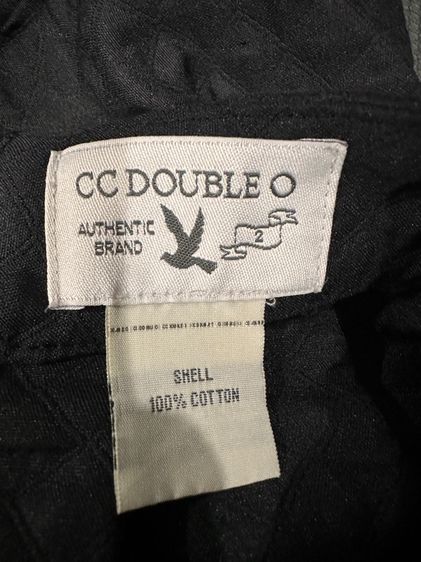 CC DOUBLE O
AUTHENTIC
BRAND
2
SHELL
100% COTTON